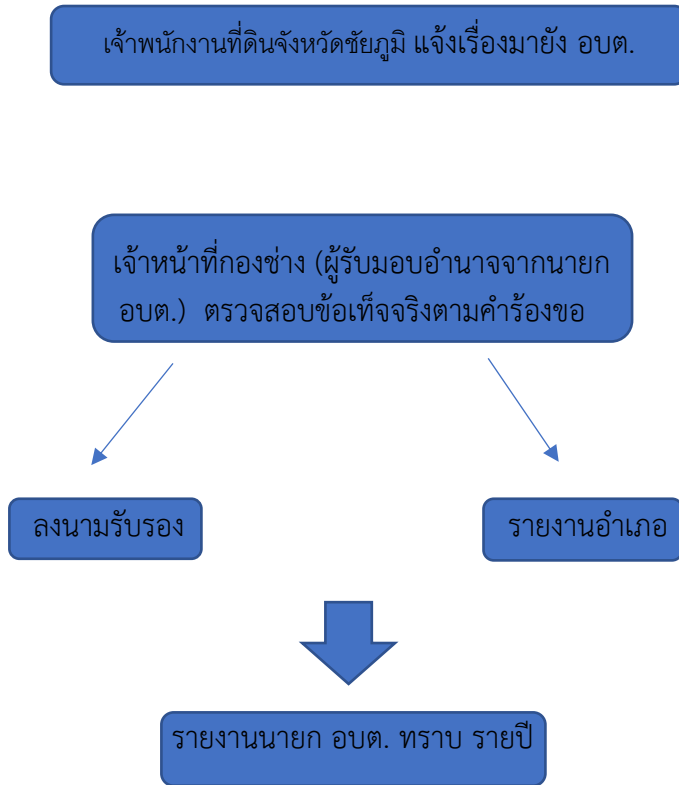 เจ้าพนักงานที่ดินจังหวัดชัยภูมิ แจ้งเรื่องมายัง อบต.
เจ้าหน้าที่กองช่าง (ผู้รับมอบอำนาจจากนายก
อบต.) ตรวจสอบข้อเท็จจริงตามคำร้องขอ
ลงนามรับรอง
รายงานอำเภอ
รายงานนายก อบต. ทราบ รายปี